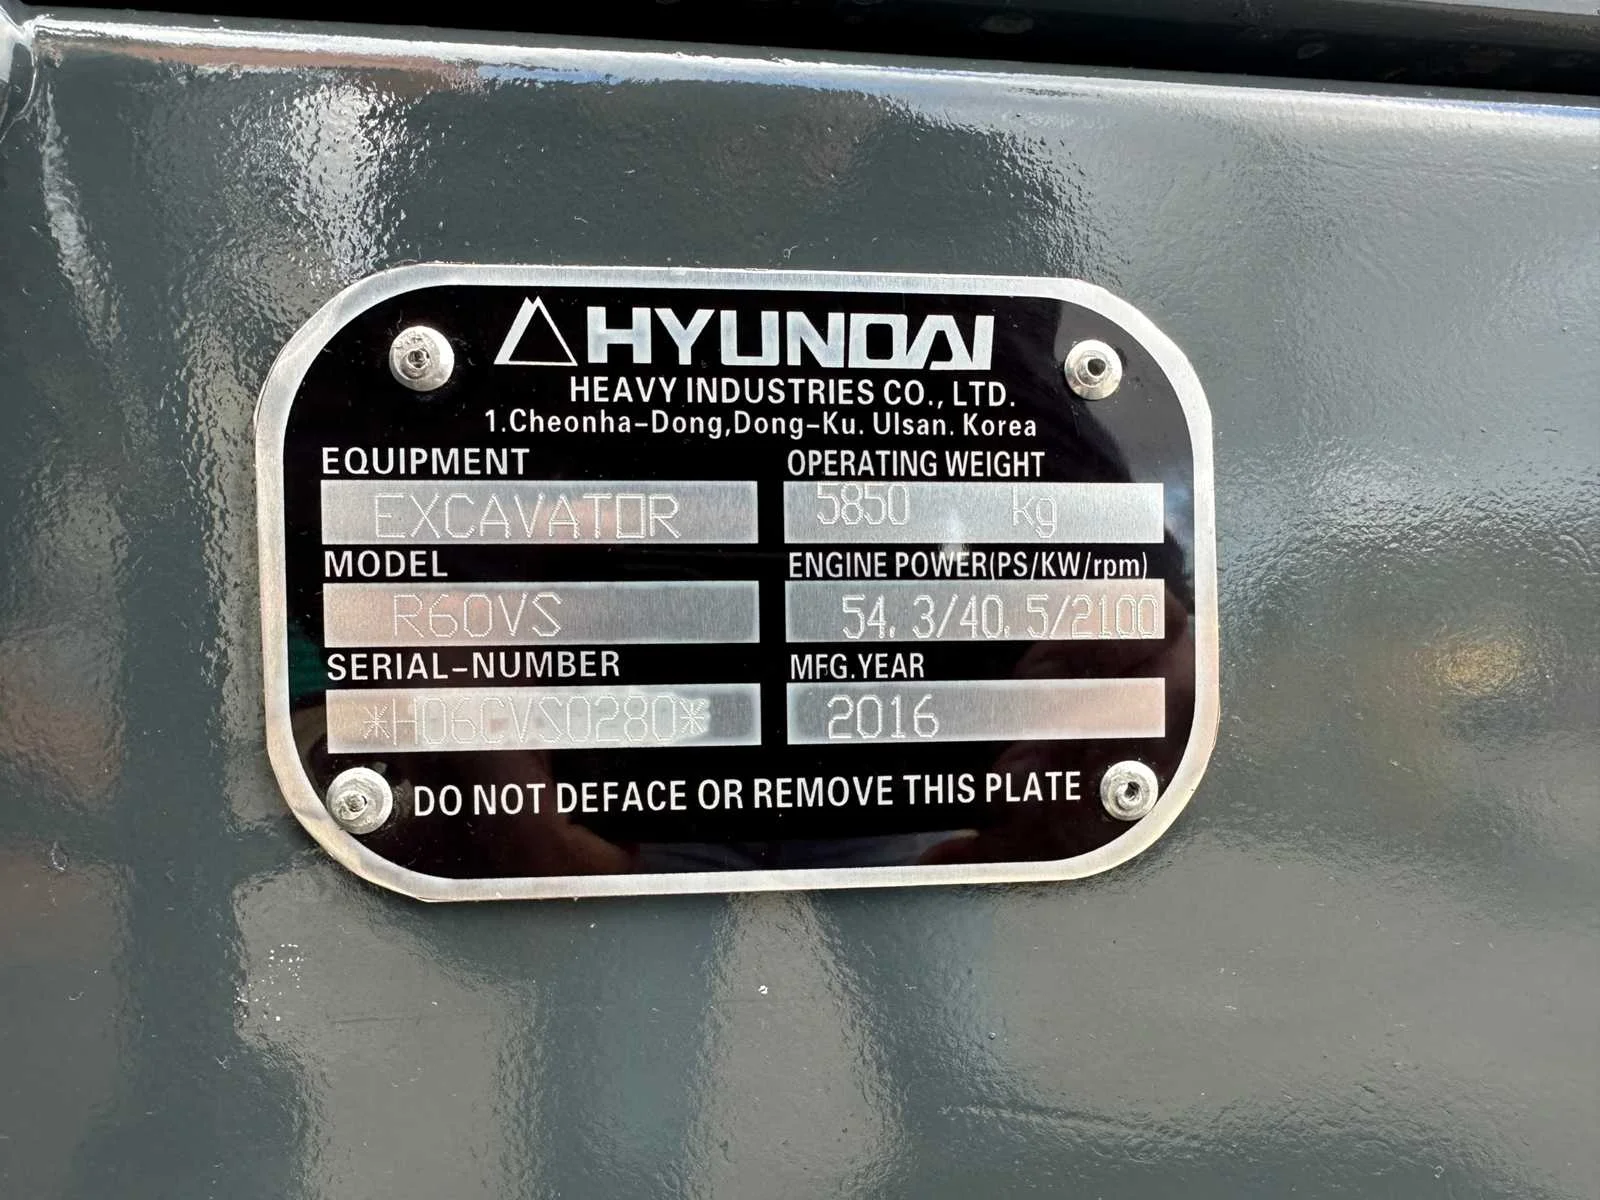 HYUNDAI
HEAVY INDUSTRIES CO., LTD.
1.Cheonha-Dong,Dong-Ku. Ulsan. Korea
EQUIPMENT
EXCAVATOR
OPERATING WEIGHT
5850 kg
MODEL
R60VS
ENGINE POWER(PS/KW/rpm)
54.3/40.5/2100
SERIAL-NUMBER
*H06CVS0280*
MFG.YEAR
2016
DO NOT DEFACE OR REMOVE THIS PLATE